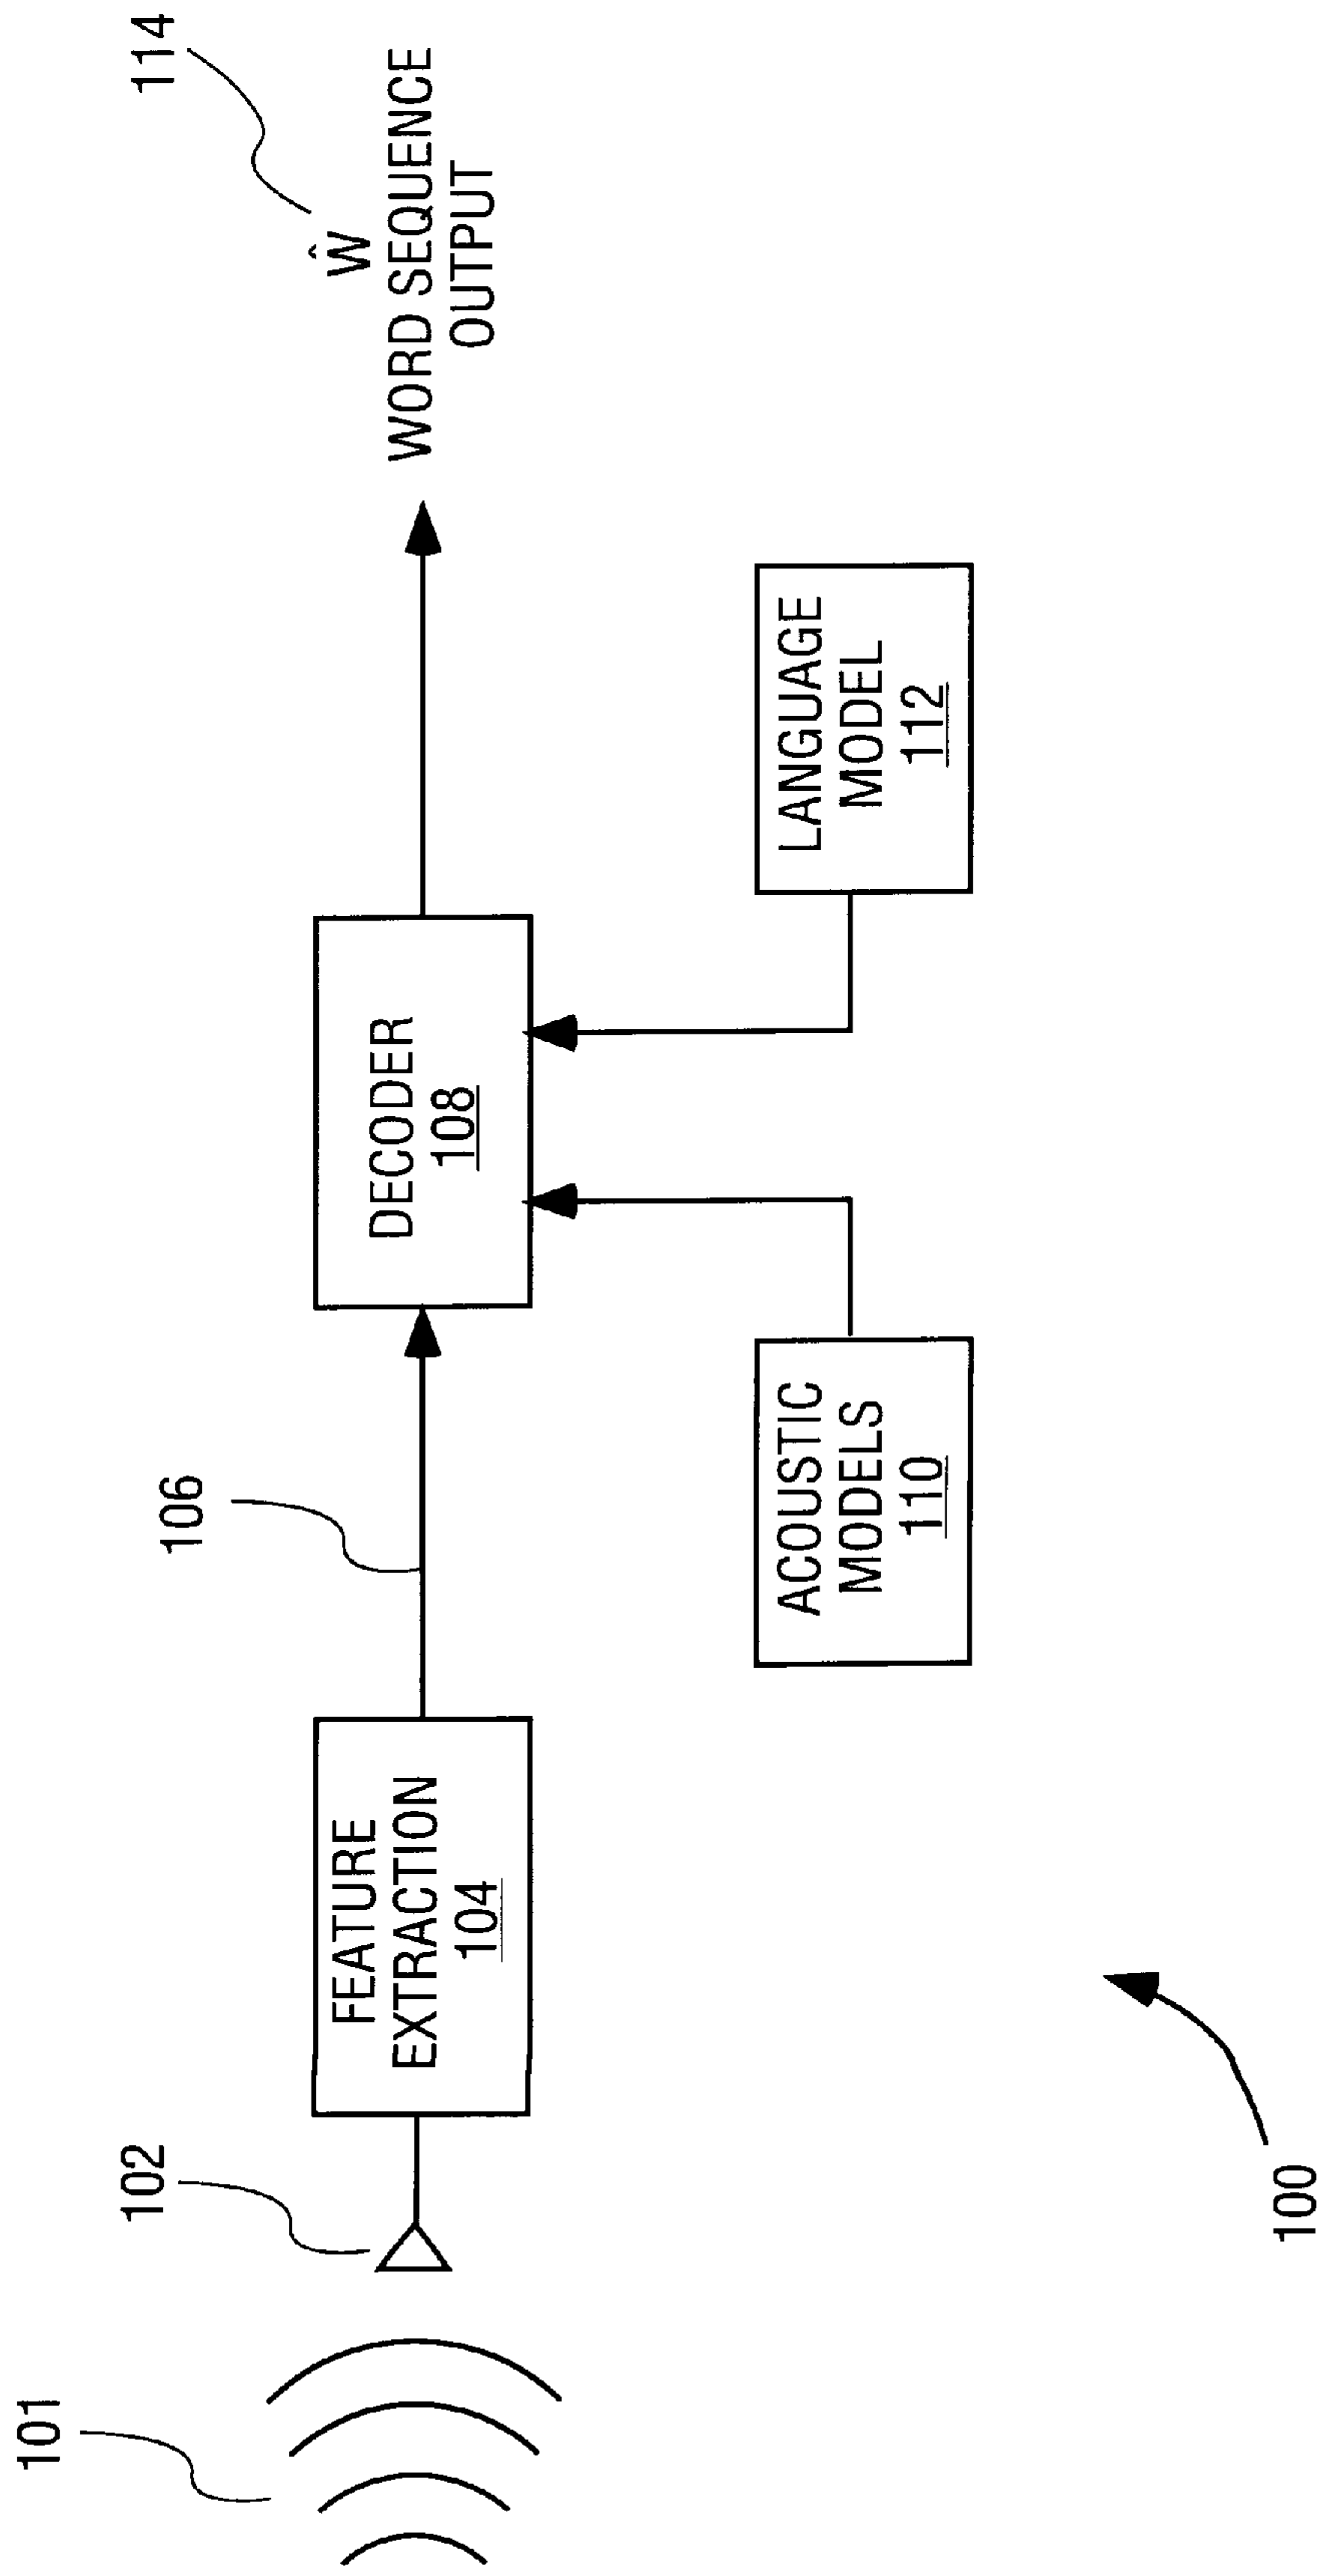 101
102
FEATURE
EXTRACTION
104
106
DECODER
108
Ŵ
WORD SEQUENCE
OUTPUT
114
ACOUSTIC
MODELS
110
LANGUAGE
MODEL
112
100